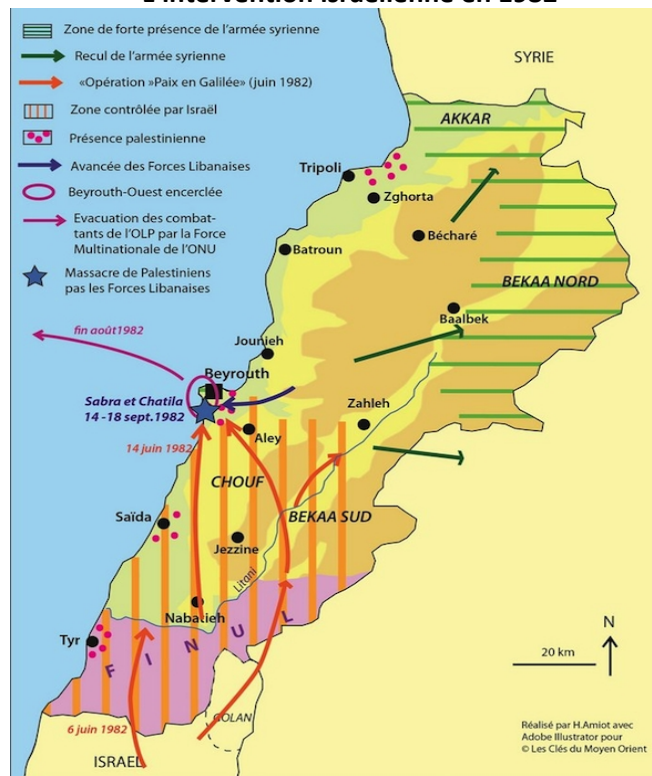 L'intervention israélienne en 1982
Zone de forte présence de l'armée syrienne
Recul de l'armée syrienne
«Opération »Paix en Galilée» (juin 1982)
Zone contrôlée par Israël
Présence palestinienne
Avancée des Forces Libanaises
Beyrouth-Ouest encerclée
Evacuation des combat-
tants de l'OLP par la Force
Multinationale de l'ONU
Massacre de Palestiniens
pas les Forces Libanaises
SYRIE
AKKAR
Tripoli
Zghorta
Bécharé
Batroun
BEKAA NORD
Baalbek
fin août1982
Jounieh
Beyrouth
Sabra et Chatila
14 -18 sept.1982
Zahleh
Aley
14 juin 1982
CHOUF
BEKAA SUD
Saïda
Jezzine
Litani
Nabatieh
Tyr
F I N U L
N
20 km
GOLAN
6 juin 1982
ISRAEL
Réalisé par H.Amiot avec
Adobe Illustrator pour
© Les Clés du Moyen Orient